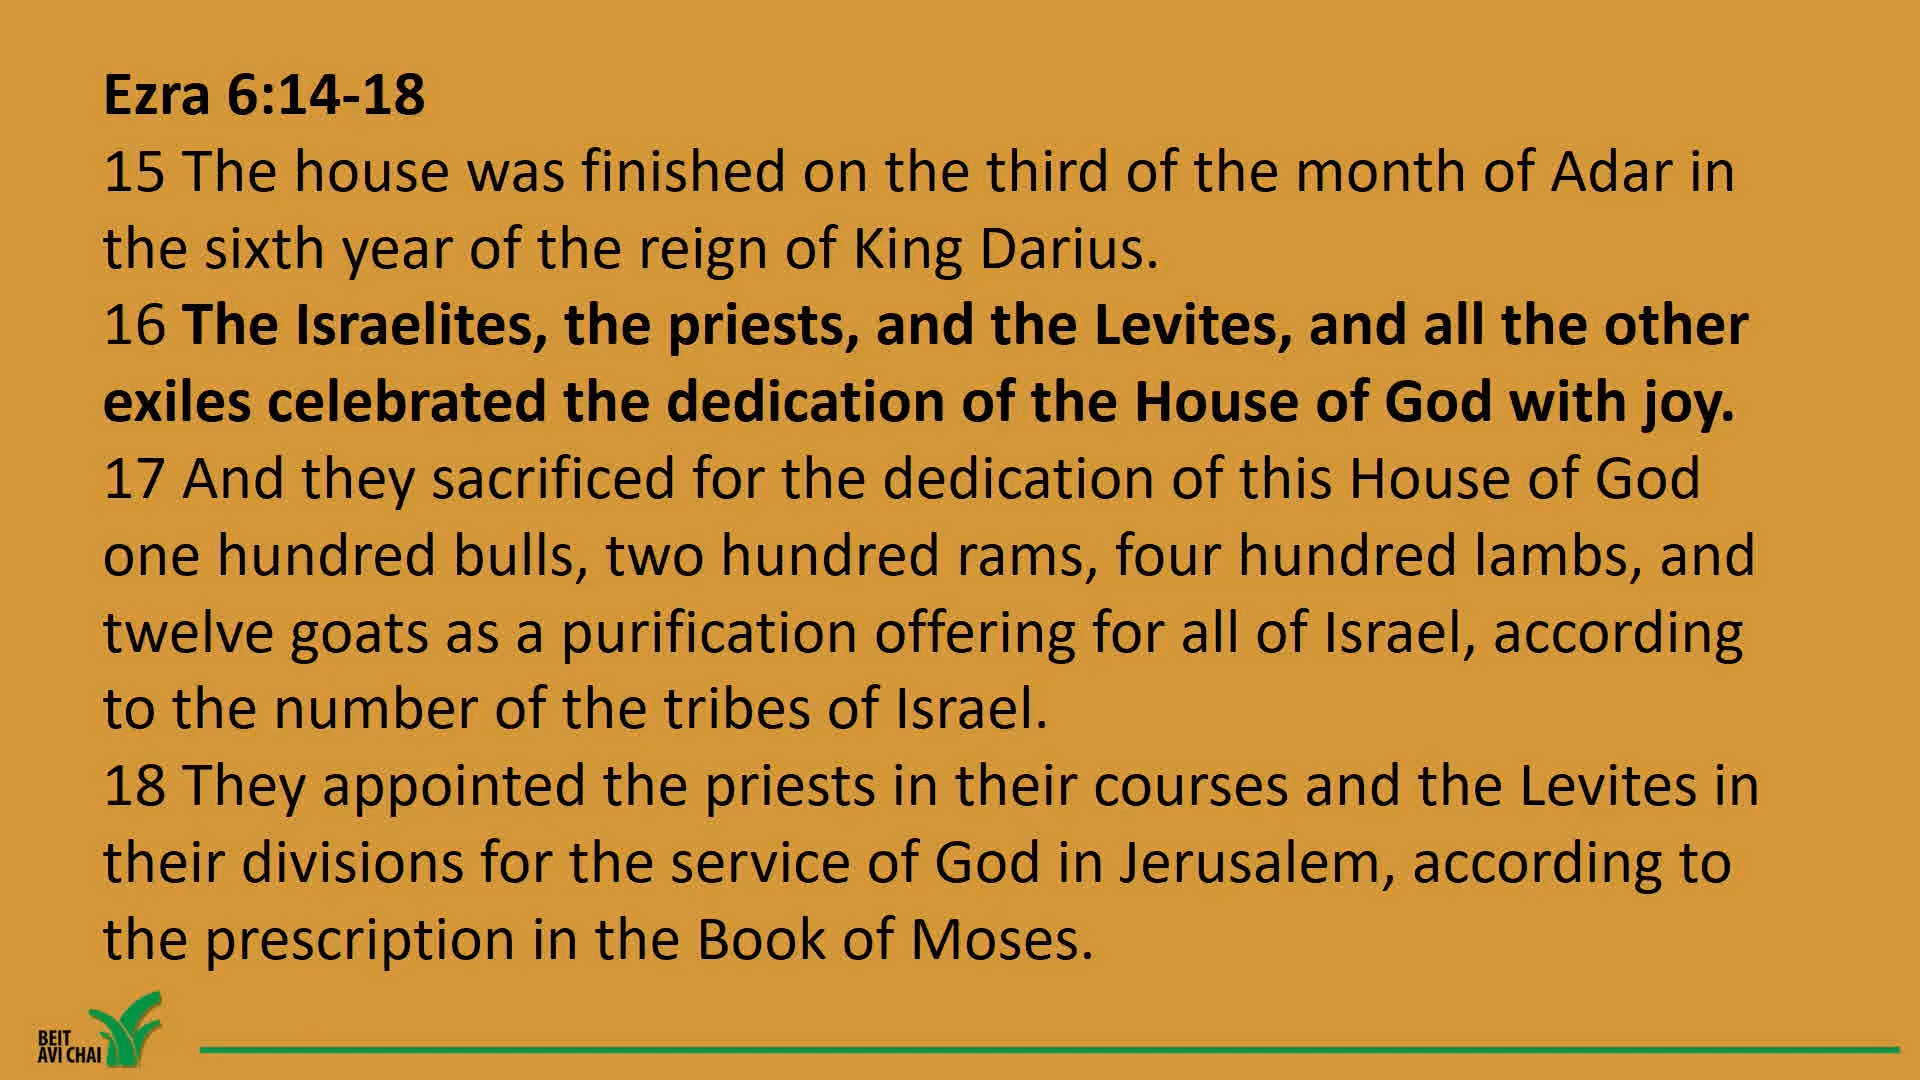 Ezra 6:14-18
15 The house was finished on the third of the month of Adar in
the sixth year of the reign of King Darius.
16 The Israelites, the priests, and the Levites, and all the other
exiles celebrated the dedication of the House of God with joy.
17 And they sacrificed for the dedication of this House of God
one hundred bulls, two hundred rams, four hundred lambs, and
twelve goats as a purification offering for all of Israel, according
to the number of the tribes of Israel.
18 They appointed the priests in their courses and the Levites in
their divisions for the service of God in Jerusalem, according to
the prescription in the Book of Moses.
BEIT
AVI CHAI